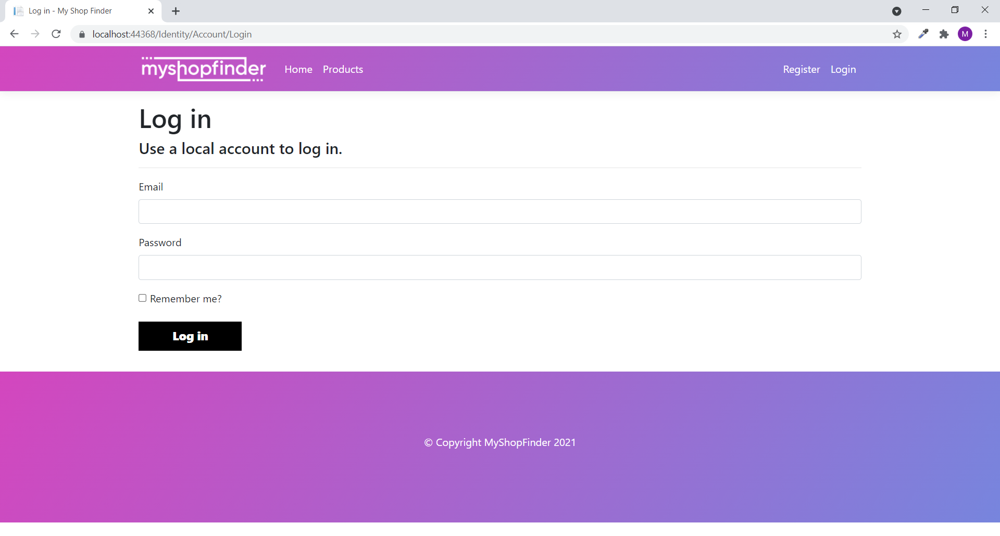 Log in - My Shop Finder
localhost:44368/Identity/Account/Login
M
myshopfinder
Home
Products
Register
Login
Log in
Use a local account to log in.
Email
Password
Remember me?
Log in
© Copyright MyShopFinder 2021